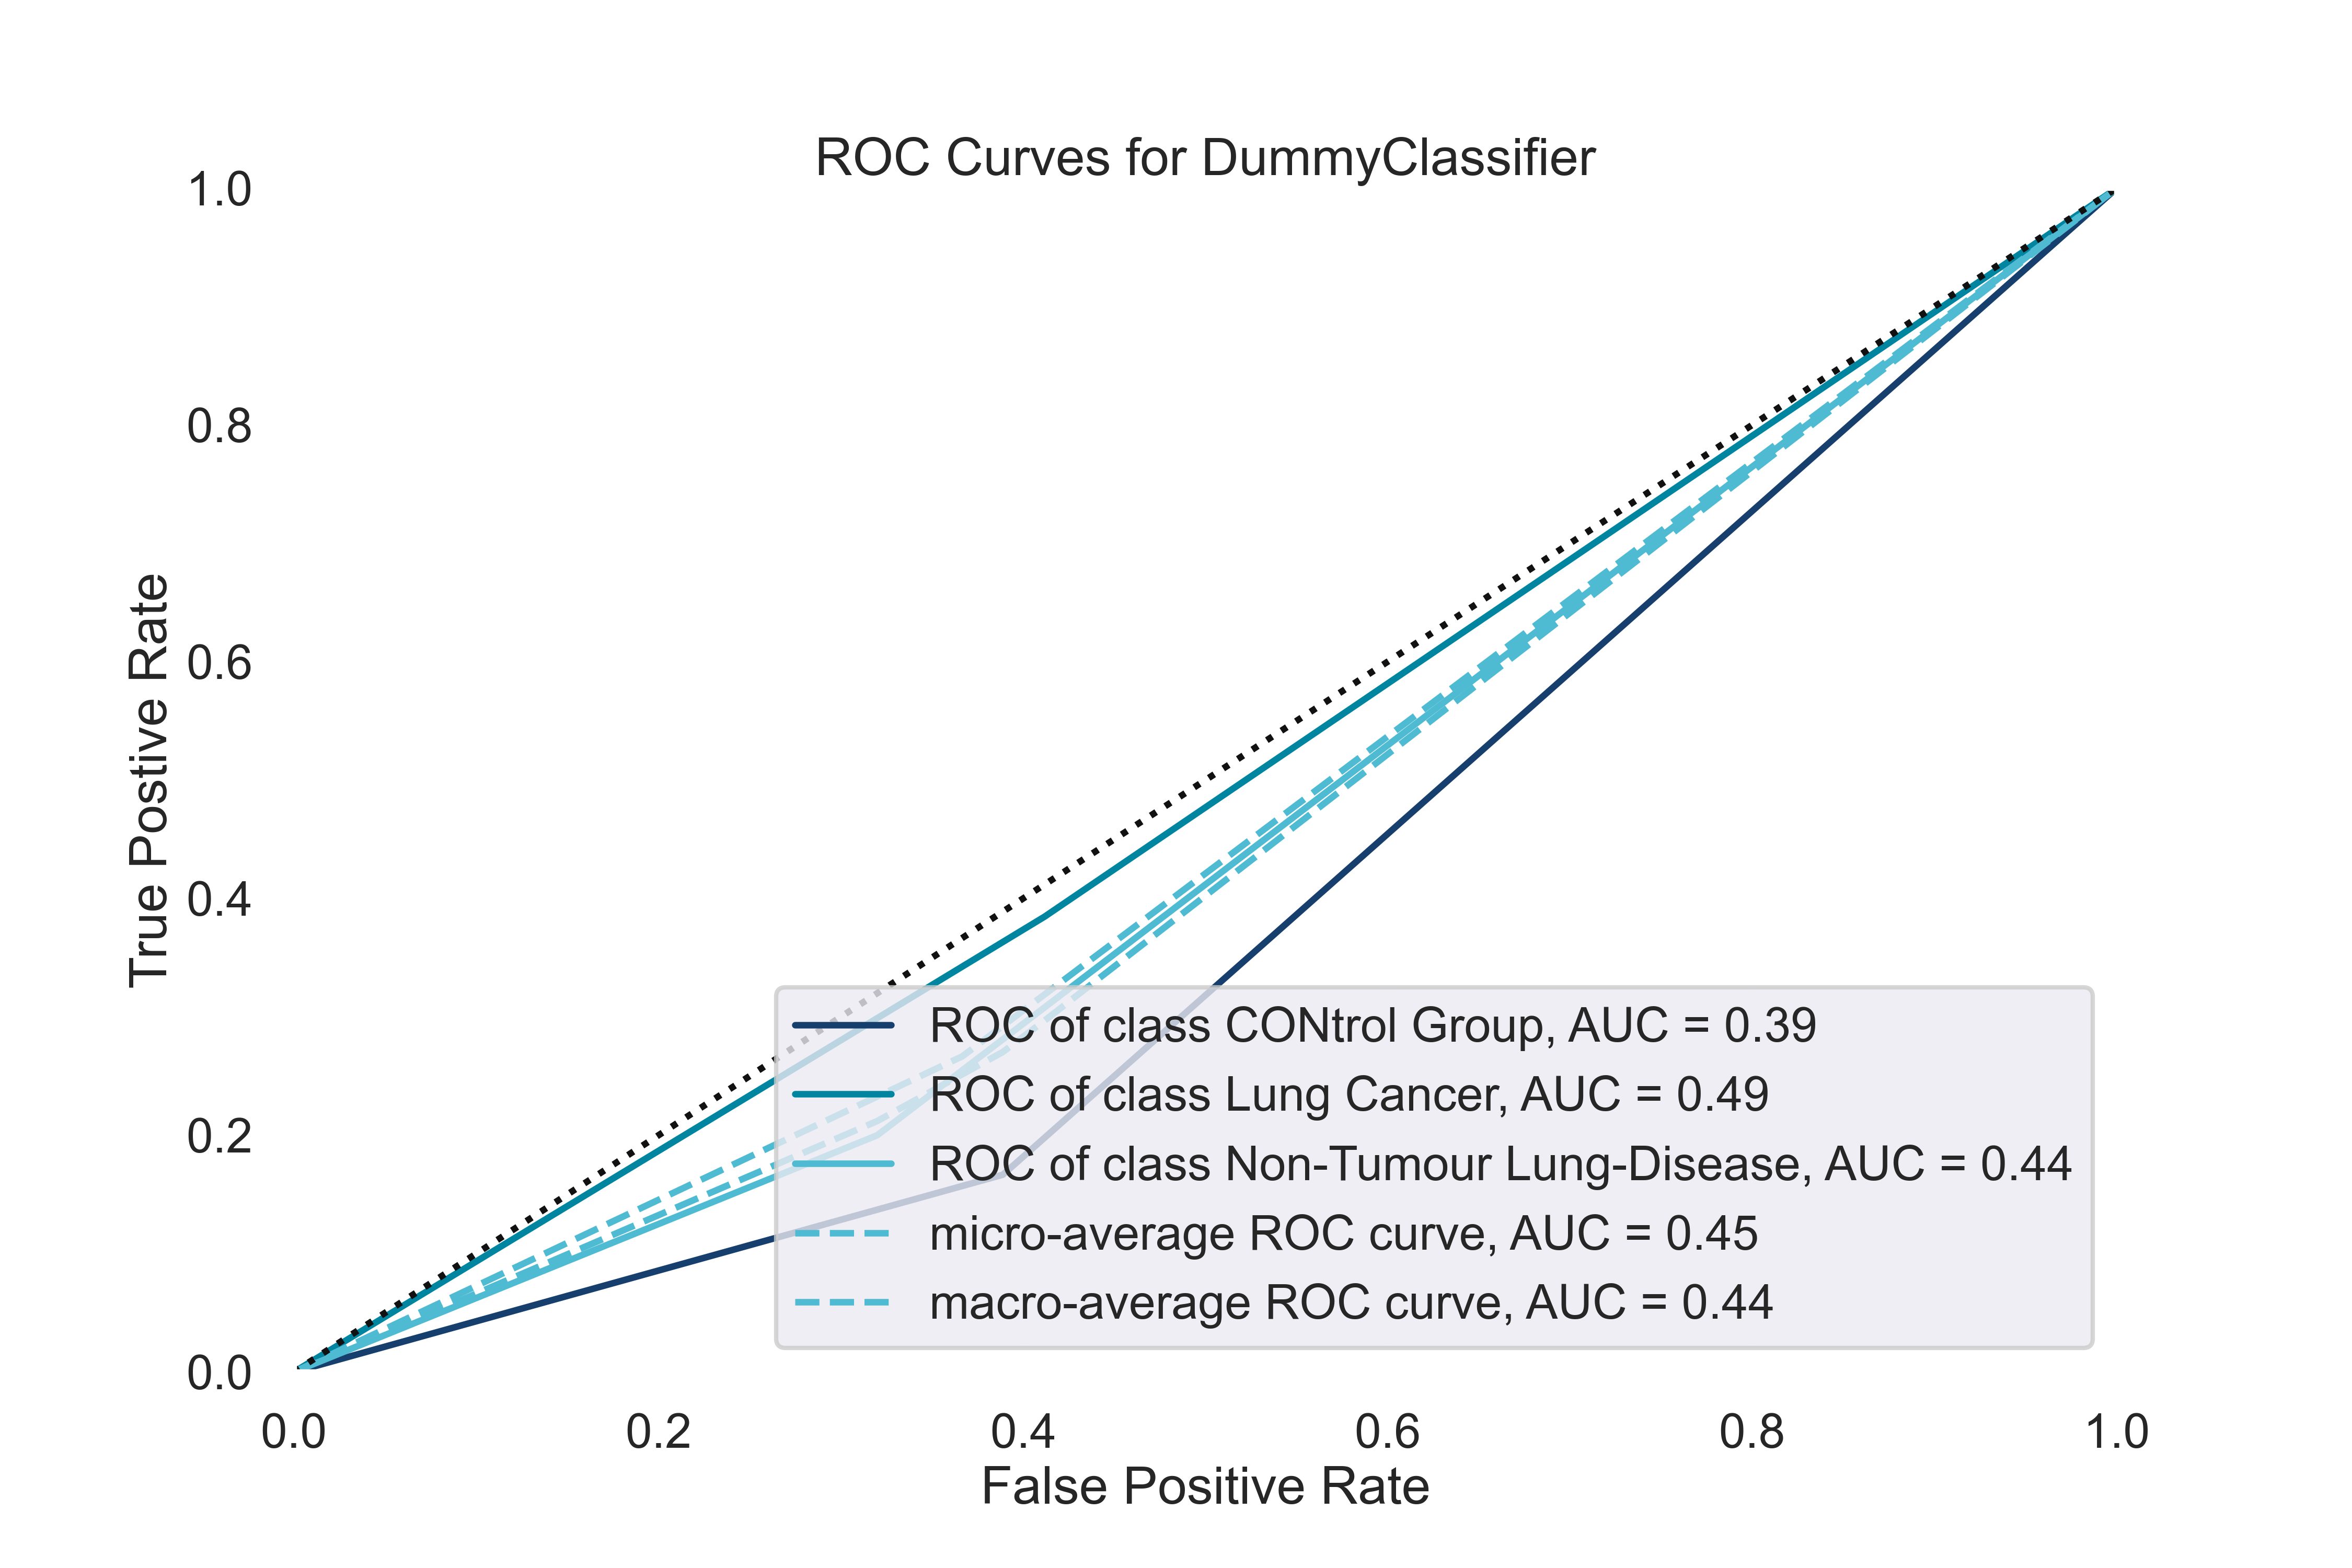 ROC Curves for DummyClassifier
1.0
0.8
0.6
0.4
0.2
0.0
True Postive Rate
ROC of class CONtrol Group, AUC = 0.39
ROC of class Lung Cancer, AUC = 0.49
ROC of class Non-Tumour Lung-Disease, AUC = 0.44
micro-average ROC curve, AUC = 0.45
macro-average ROC curve, AUC = 0.44
0.0 0.2 0.4 0.6 0.8 1.0
False Positive Rate